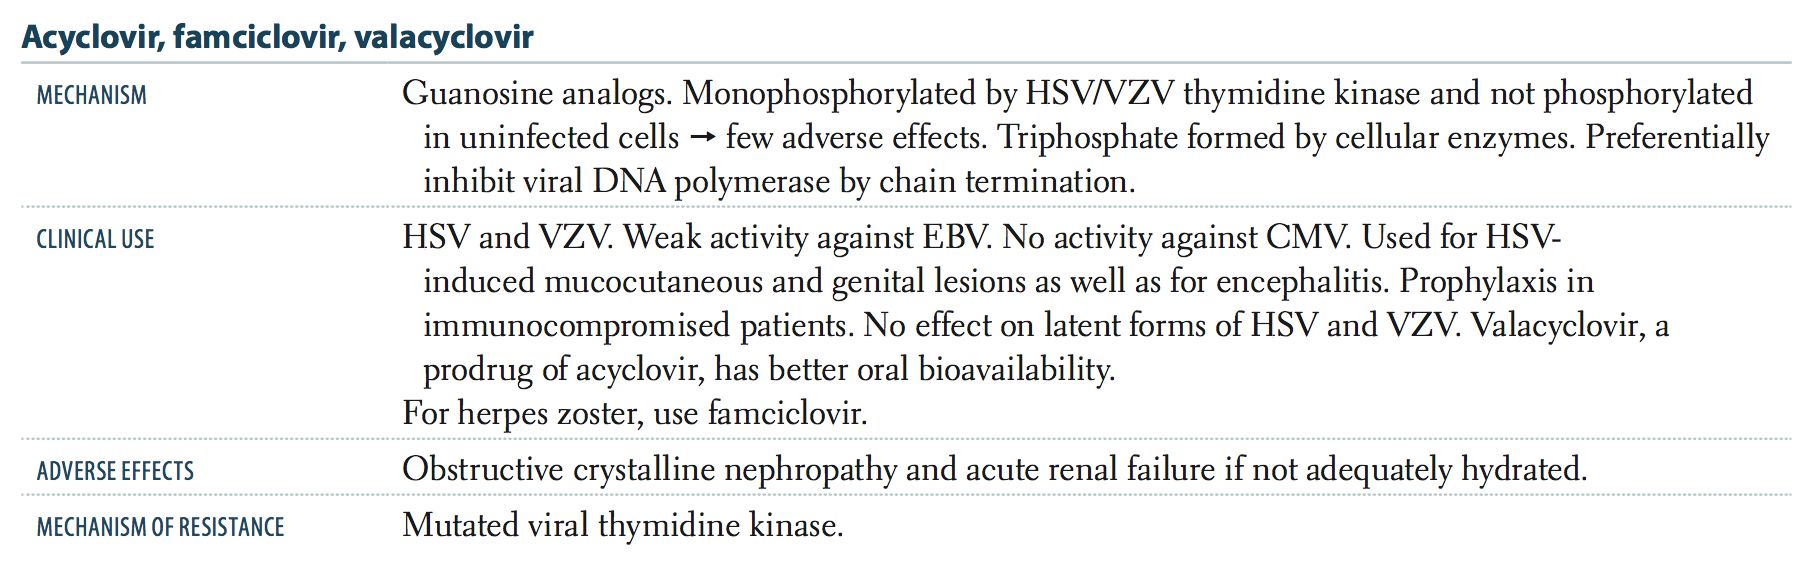 Acyclovir, famciclovir, valacyclovir
MECHANISM
Guanosine analogs. Monophosphorylated by HSV/VZV thymidine kinase and not phosphorylated
in uninfected cells → few adverse effects. Triphosphate formed by cellular enzymes. Preferentially
inhibit viral DNA polymerase by chain termination.
CLINICAL USE
HSV and VZV. Weak activity against EBV. No activity against CMV. Used for HSV-
induced mucocutaneous and genital lesions as well as for encephalitis. Prophylaxis in
immunocompromised patients. No effect on latent forms of HSV and VZV. Valacyclovir, a
prodrug of acyclovir, has better oral bioavailability.
For herpes zoster, use famciclovir.
ADVERSE EFFECTS
Obstructive crystalline nephropathy and acute renal failure if not adequately hydrated.
MECHANISM OF RESISTANCE
Mutated viral thymidine kinase.